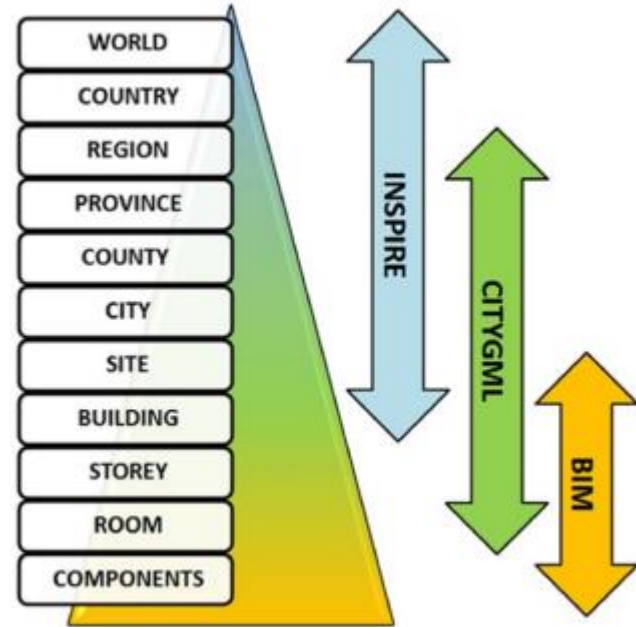 WORLD
COUNTRY
REGION
PROVINCE
COUNTY
CITY
SITE
BUILDING
STOREY
ROOM
COMPONENTS
INSPIRE
CITYGML
BIM